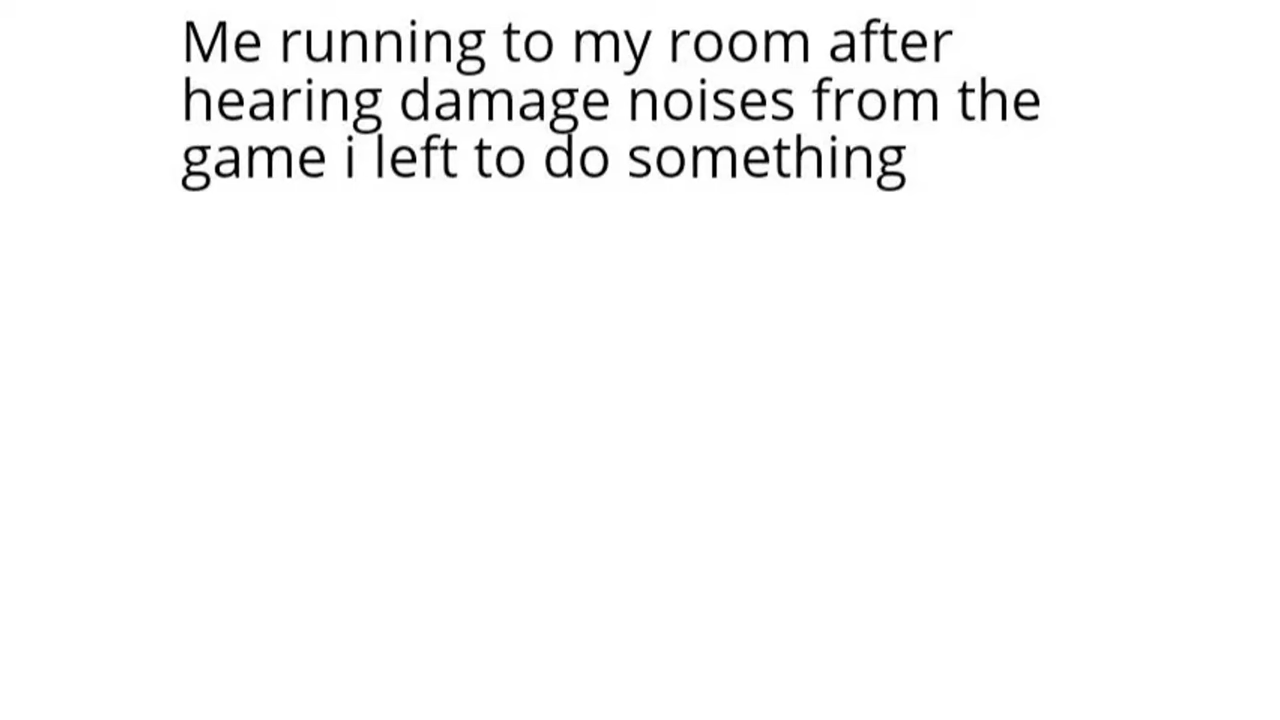 Me running to my room after
hearing damage noises from the
game i left to do something